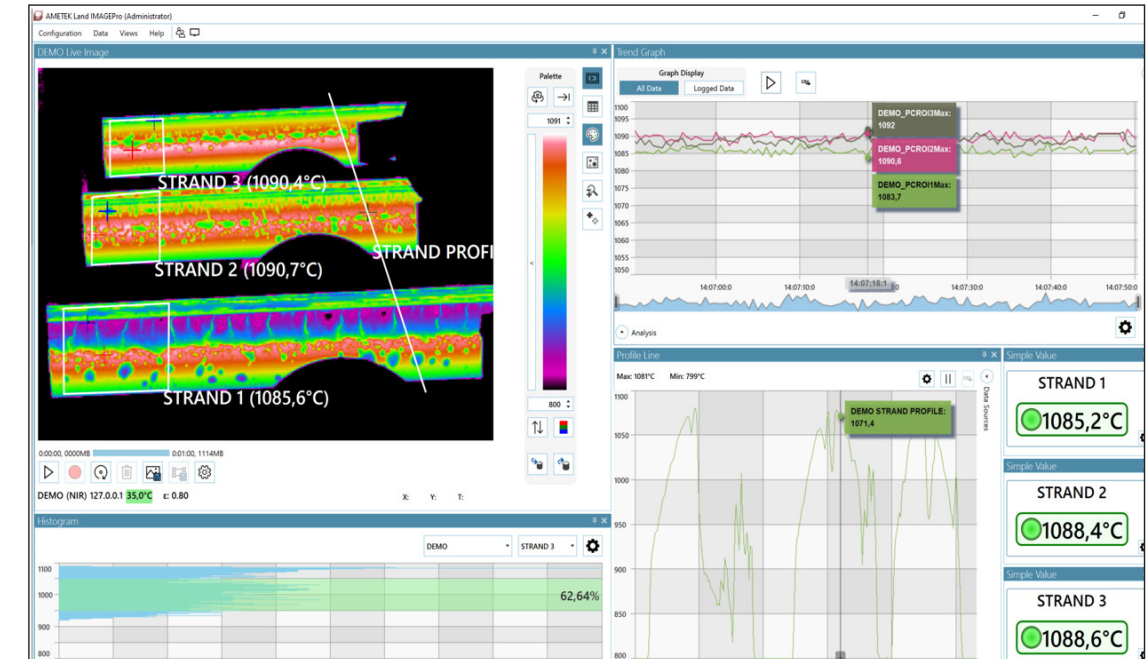 AMETEK Land IMAGEPro (Administrator)
Configuration Data Views Help
DEMO Live Image
STRAND 3 (1090,4°C)
STRAND 2 (1090,7°C)
STRAND PROFI
STRAND 1 (1085,6°C)
Palette
1091
800
0:00:00, 0000MB 0:01:00, 1114MB
DEMO (NIR) 127.0.0.1 35,0°C ε: 0.80 X: Y: T:
Histogram
DEMO STRAND 3
1100
1000
900
800
62,64%
Trend Graph
Graph Display
All Data Logged Data
1100
1095
1090
1085
1080
1075
1070
1065
1060
1055
1050
DEMO_PCROI3Max:
1092
DEMO_PCROI2Max:
1090,6
DEMO_PCROI1Max:
1083,7
14:07:00:0 14:07:10:0 14:07:18:1 14:07:30:0 14:07:40:0 14:07:50:0
Analysis
Profile Line
Max: 1081°C Min: 799°C
1100
1050
1000
950
900
850
800
DEMO STRAND PROFILE:
1071,4
Data Sources
Simple Value
STRAND 1
1085,2°C
Simple Value
STRAND 2
1088,4°C
Simple Value
STRAND 3
1088,6°C